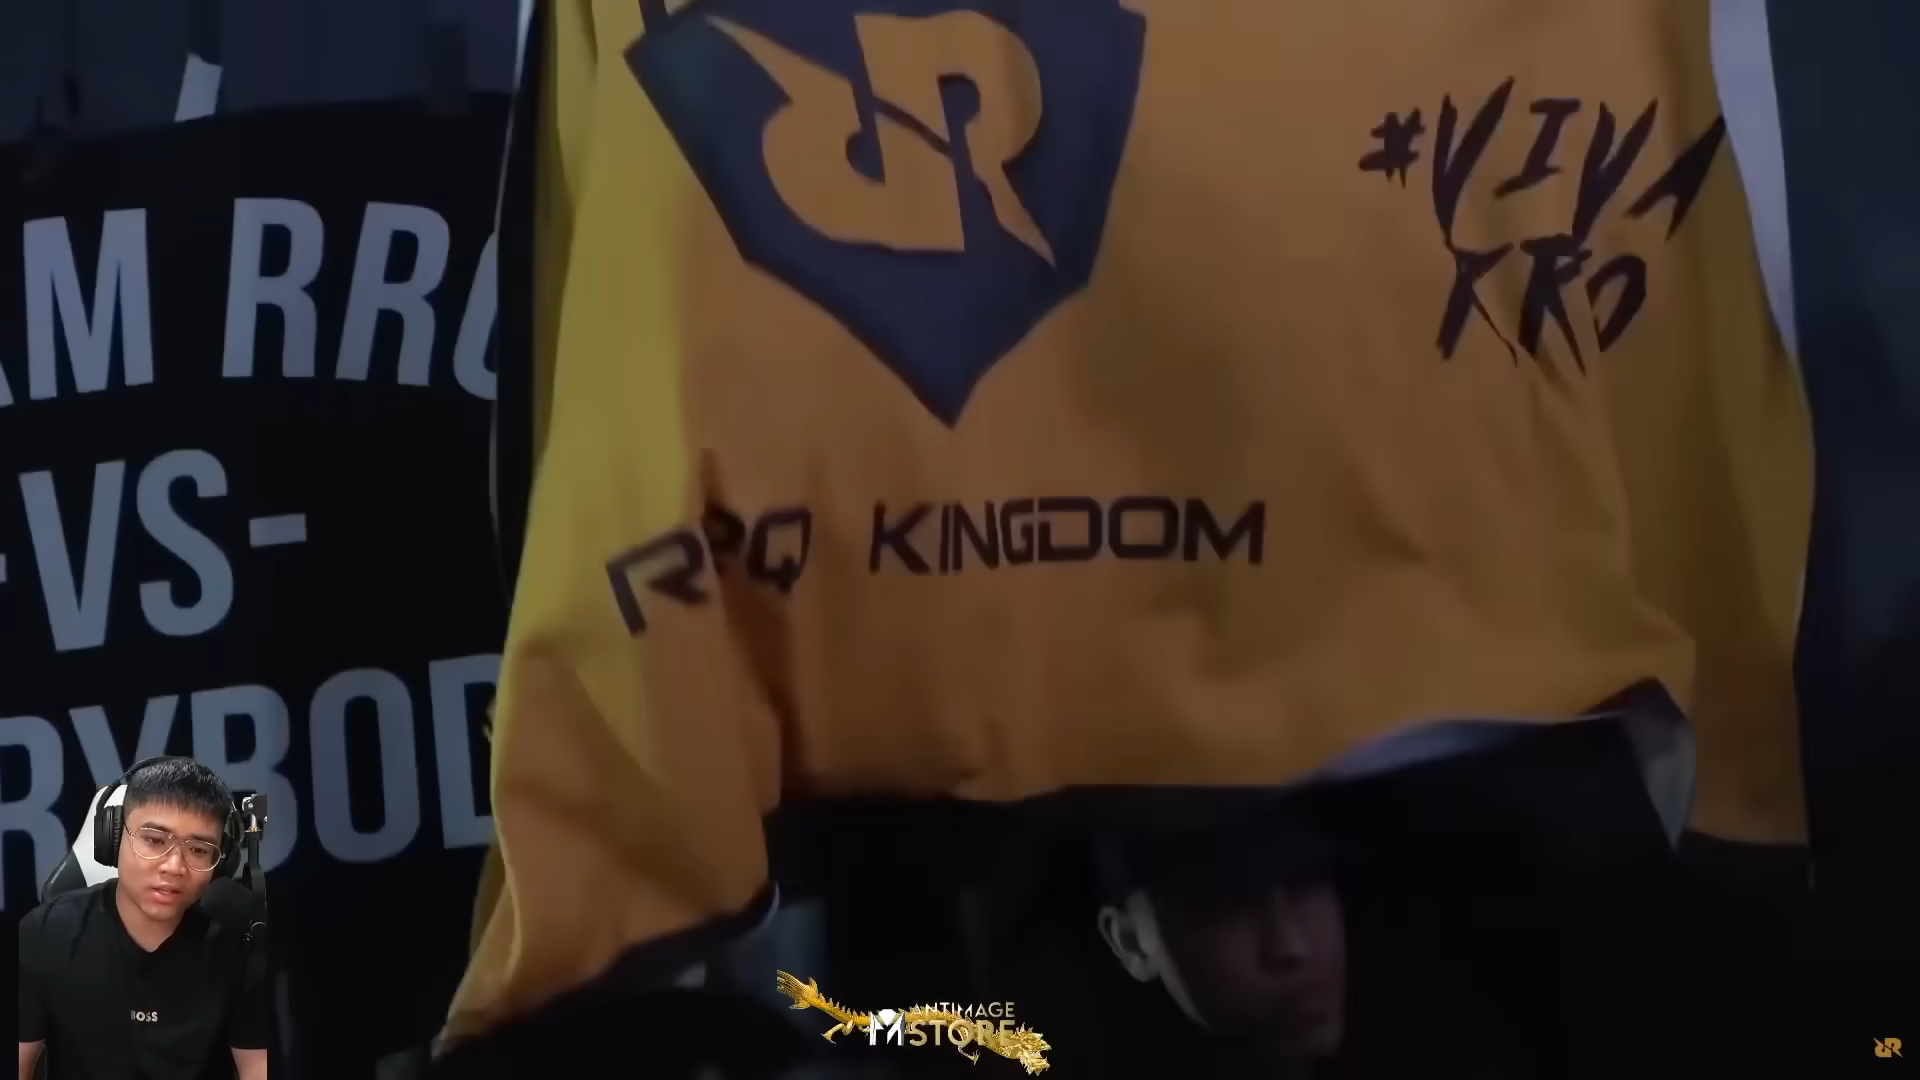 #VIVA
RRQ
AM RRQ
-VS-
RYBOD
RRQ KINGDOM
BOSS
ANTIMAGE
M STORE